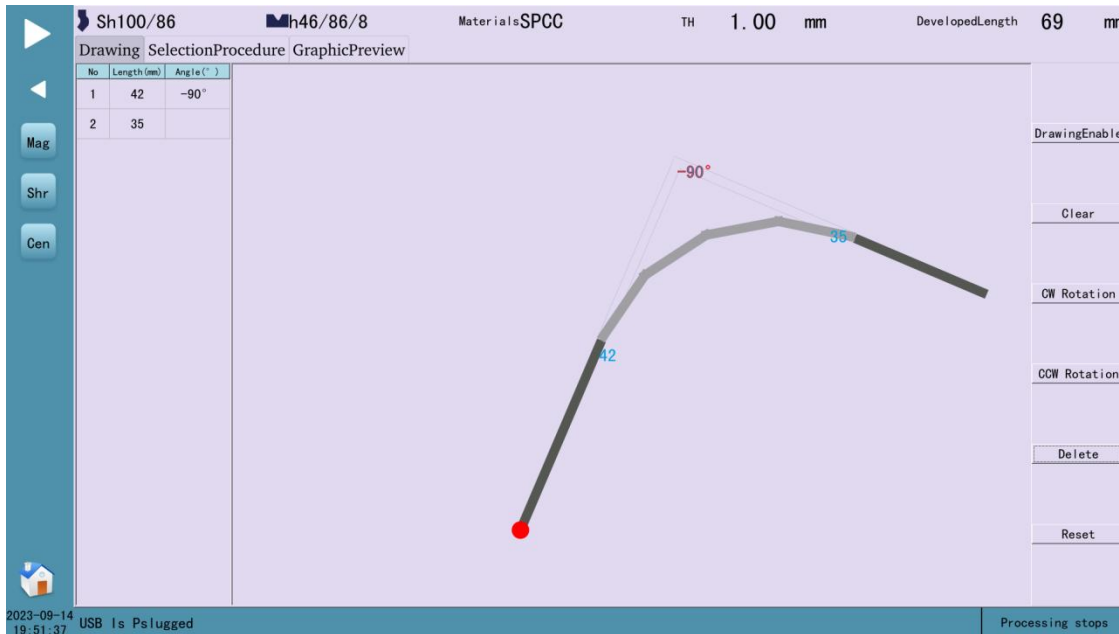 Sh100/86 h46/86/8 MaterialsSPCC TH 1.00 mm DevelopedLength 69 mm
Drawing SelectionProcedure GraphicPreview
No Length(mm) Angle(°)
1 42 -90°
2 35
Mag
Shr
Cen
-90°
35
42
DrawingEnable
Clear
CW Rotation
CCW Rotation
Delete
Reset
2023-09-14
19:51:37
USB Is Pslugged
Processing stops